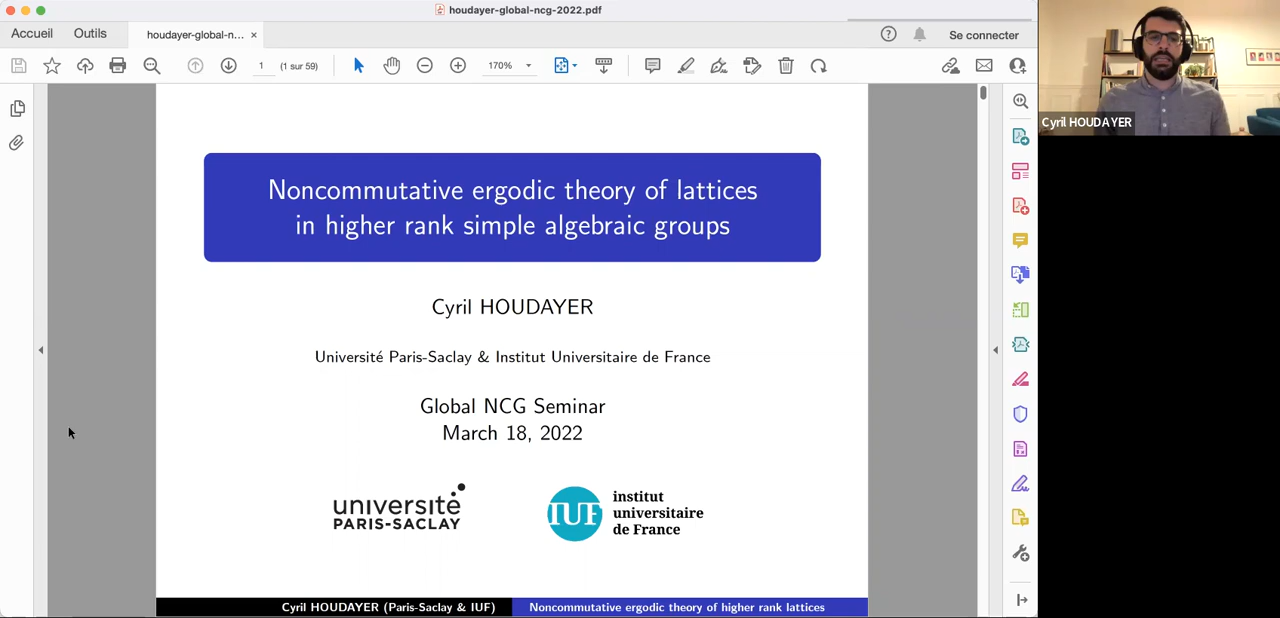 houdayer-global-ncg-2022.pdf
Accueil
Outils
houdayer-global-n...
×
Se connecter
1
(1 sur 59)
170%
Noncommutative ergodic theory of lattices
in higher rank simple algebraic groups
Cyril HOUDAYER
Université Paris-Saclay & Institut Universitaire de France
Global NCG Seminar
March 18, 2022
université
PARIS-SACLAY
IUF
institut
universitaire
de France
Cyril HOUDAYER (Paris-Saclay & IUF)
Noncommutative ergodic theory of higher rank lattices
Cyril HOUDAYER